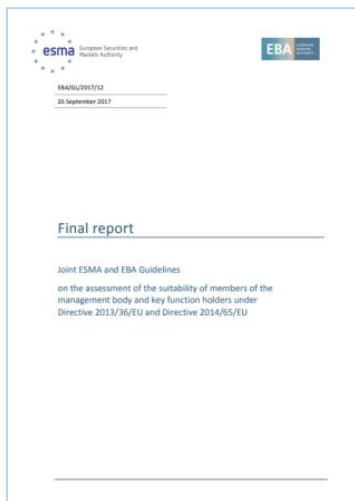 esma European Securities and
Markets Authority
EBA
EBA/GL/2017/12
26 September 2017
Final report
Joint ESMA and EBA Guidelines
on the assessment of the suitability of members of the
management body and key function holders under
Directive 2013/36/EU and Directive 2014/65/EU